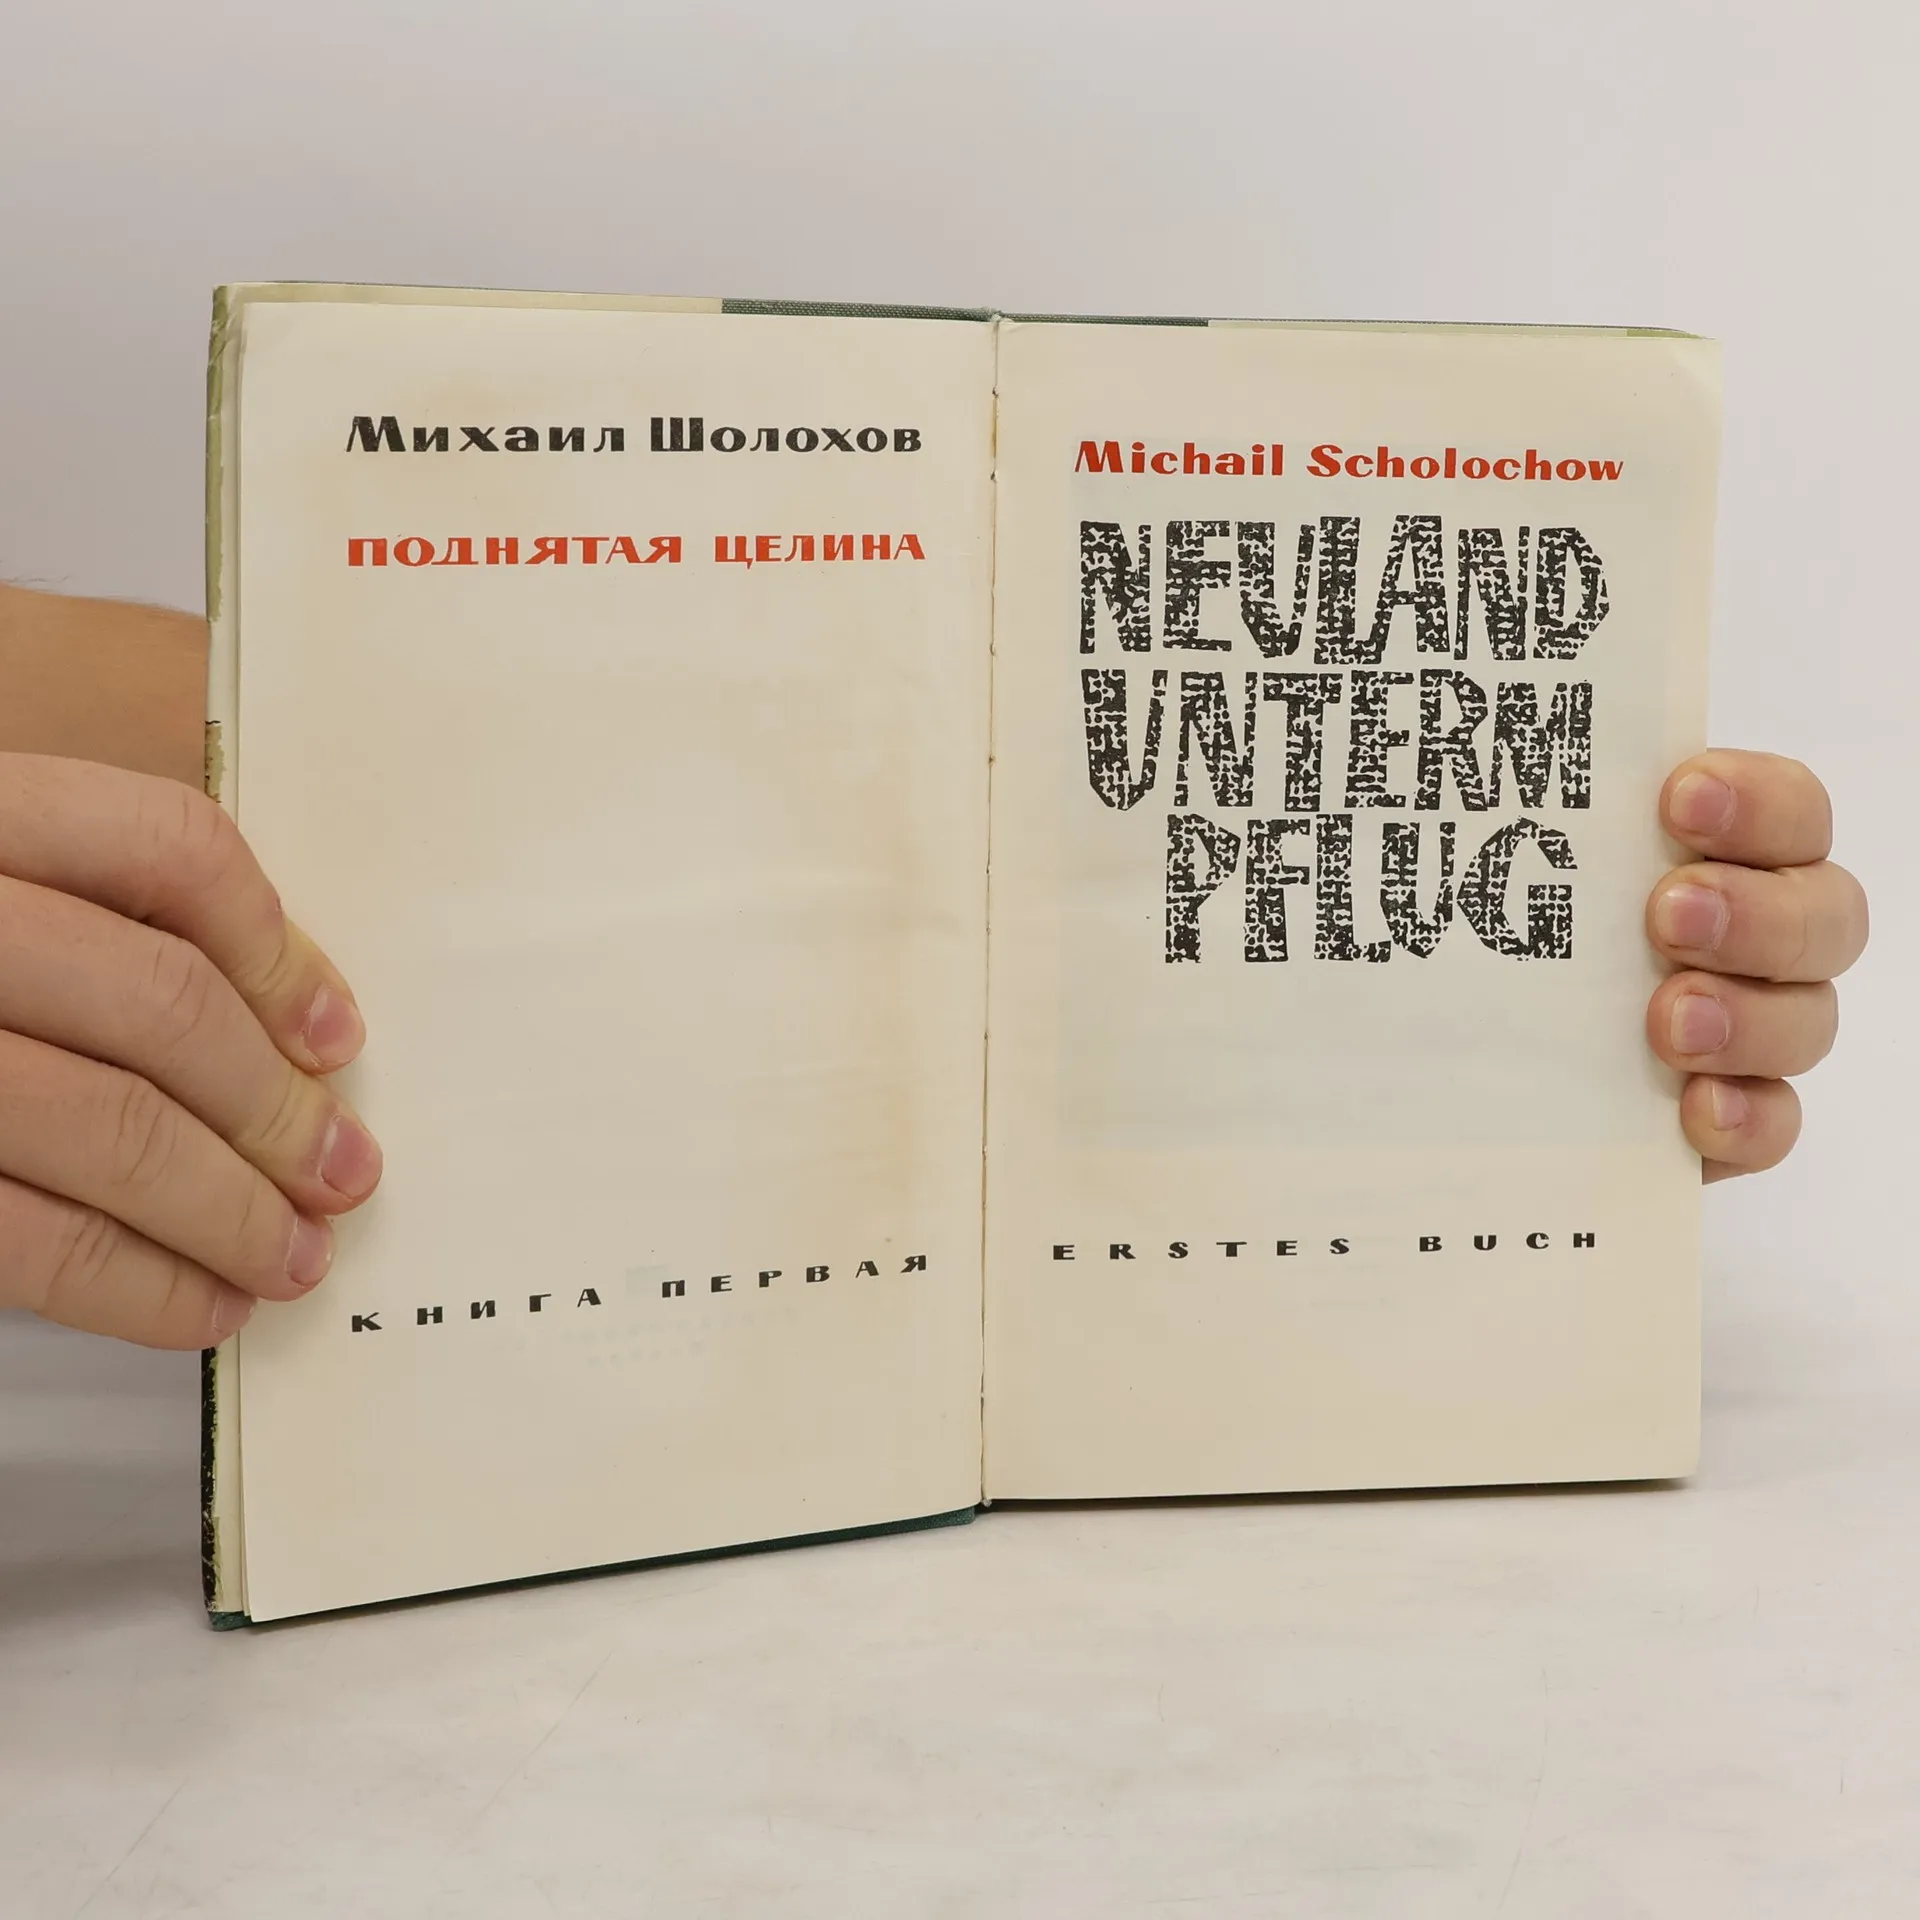 Михаил Шолохов
ПОДНЯТАЯ ЦЕЛИНА
КНИГА ПЕРВАЯ
Michail Scholochow
NEULAND
UNTERM
PFLUG
ERSTES BUCH